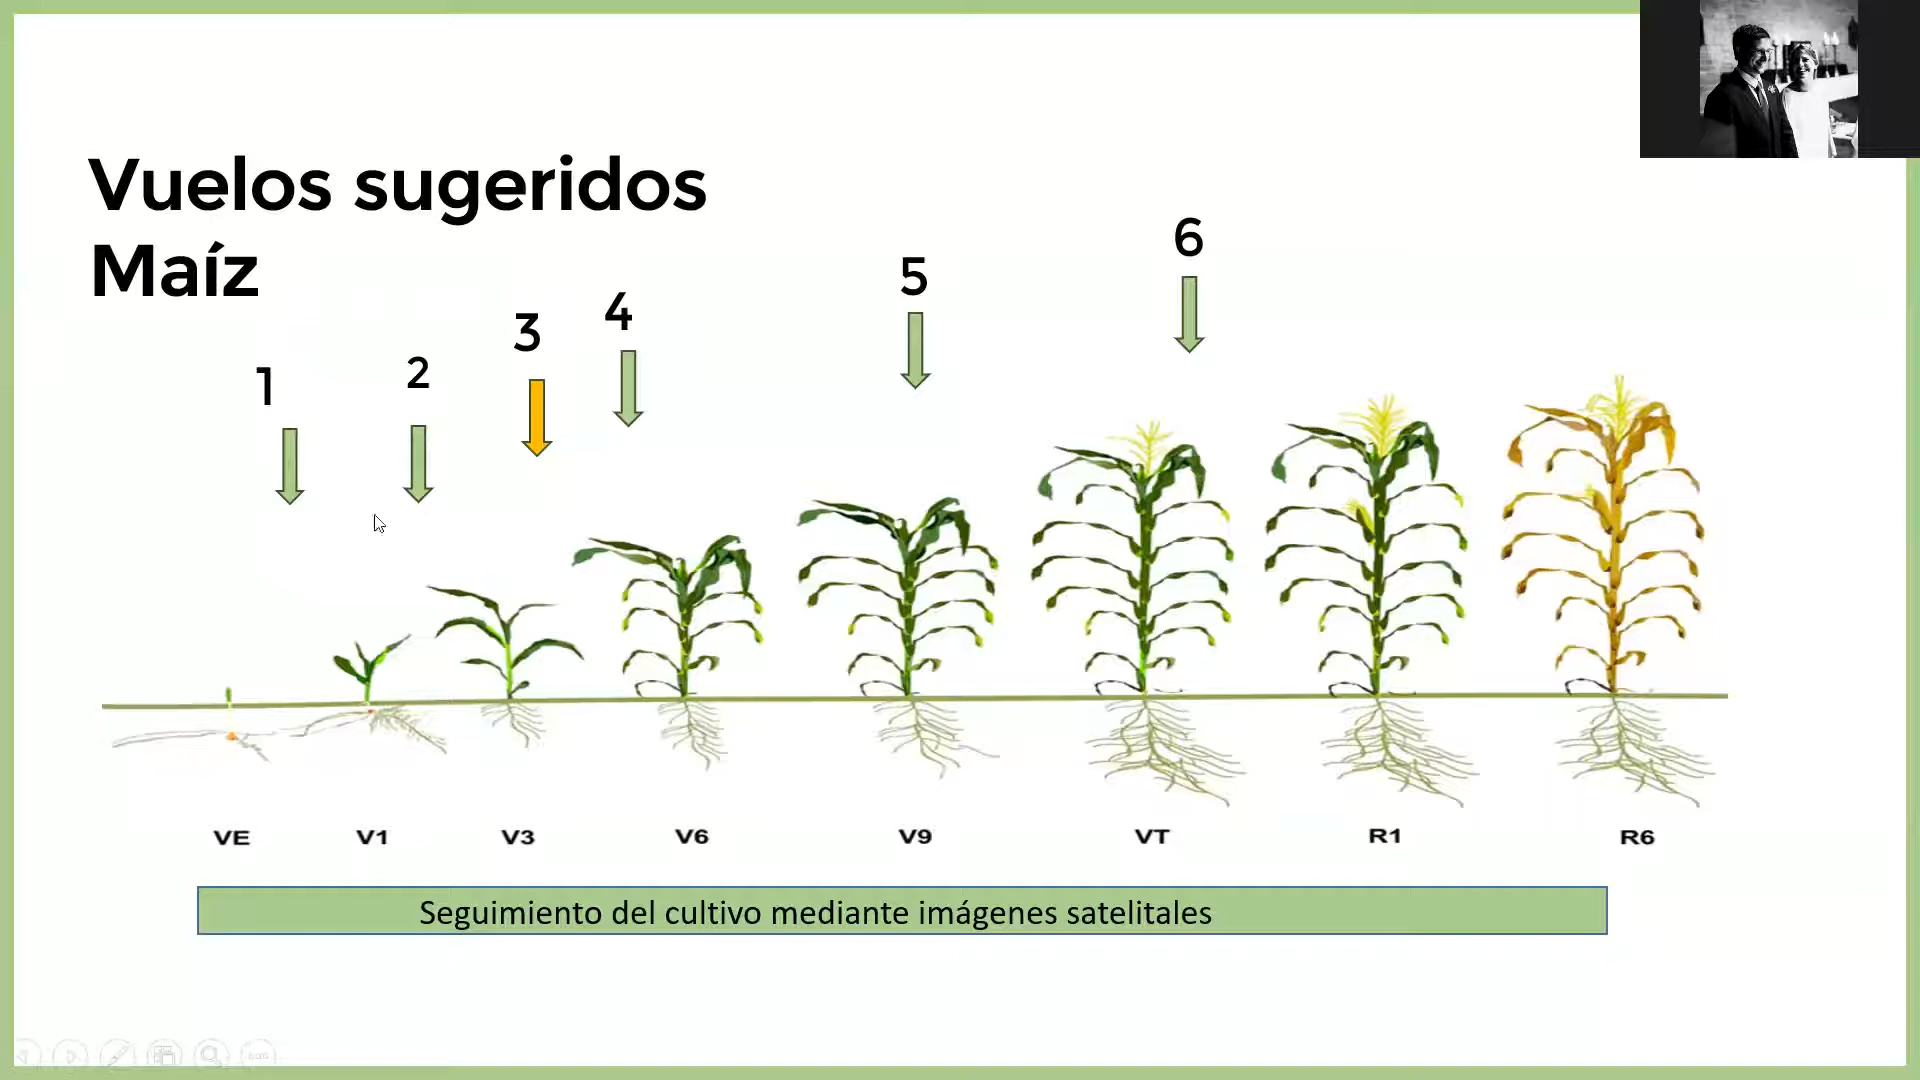 Vuelos sugeridos
Maíz
1
2
3
4
5
6
VE
V1
V3
V6
V9
VT
R1
R6
Seguimiento del cultivo mediante imágenes satelitales